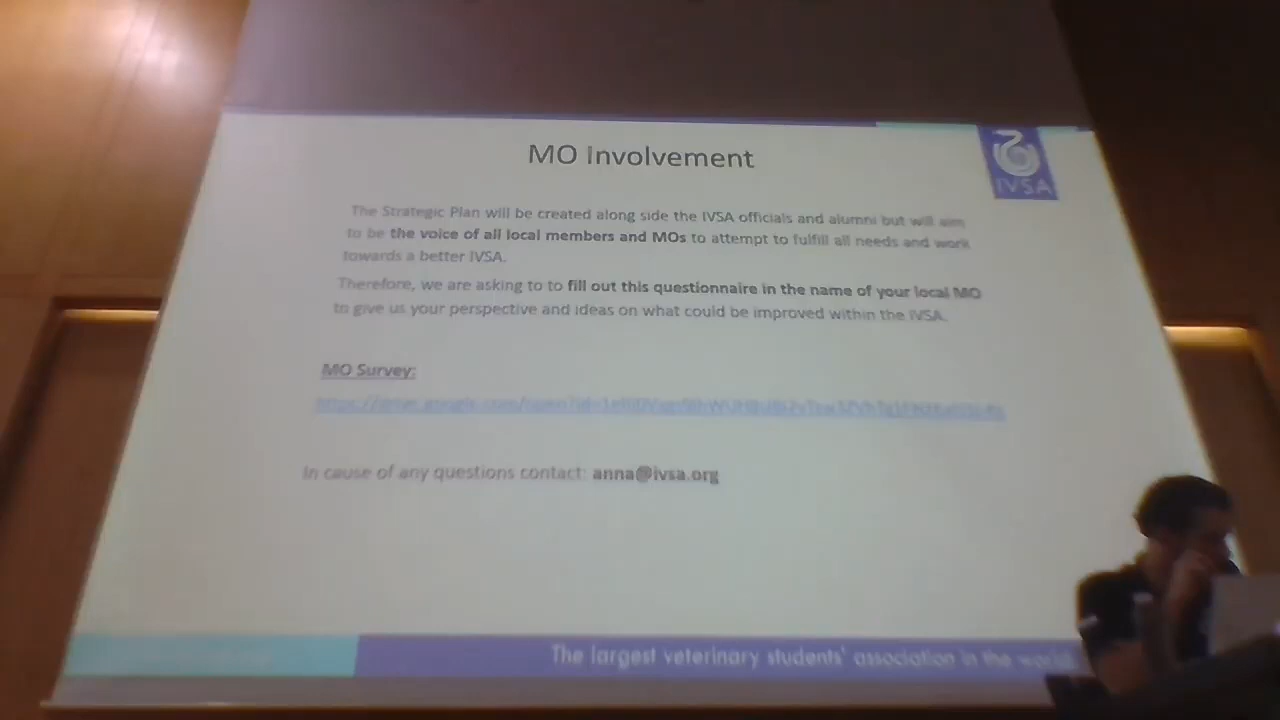 MO Involvement
IVSA
The Strategic Plan will be created along side the IVSA officials and alumni but will aim
to be the voice of all local members and MOs to attempt to fulfill all needs and work
towards a better IVSA.
Therefore, we are asking to to fill out this questionnaire in the name of your local MO
to give us your perspective and ideas on what could be improved within the IVSA.
MO Survey:
In cause of any questions contact: anna@ivsa.org
The largest veterinary students' association in the world